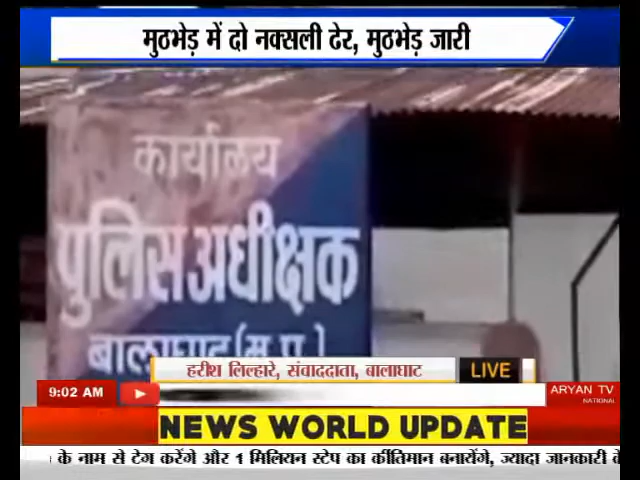 मुठभेड़ में दो नक्सली ढेर, मुठभेड़ जारी
कार्यालय
पुलिस अधीक्षक
बालाघाट (म.प्र.)
हरीश लिल्हारे, संवाददाता, बालाघाट
LIVE
9:02 AM
ARYAN TV
NATIONAL
NEWS WORLD UPDATE
के नाम से टेग करेंगे और 1 मिलियन स्टेप का कीर्तिमान बनायेंगे, ज्यादा जानकारी के